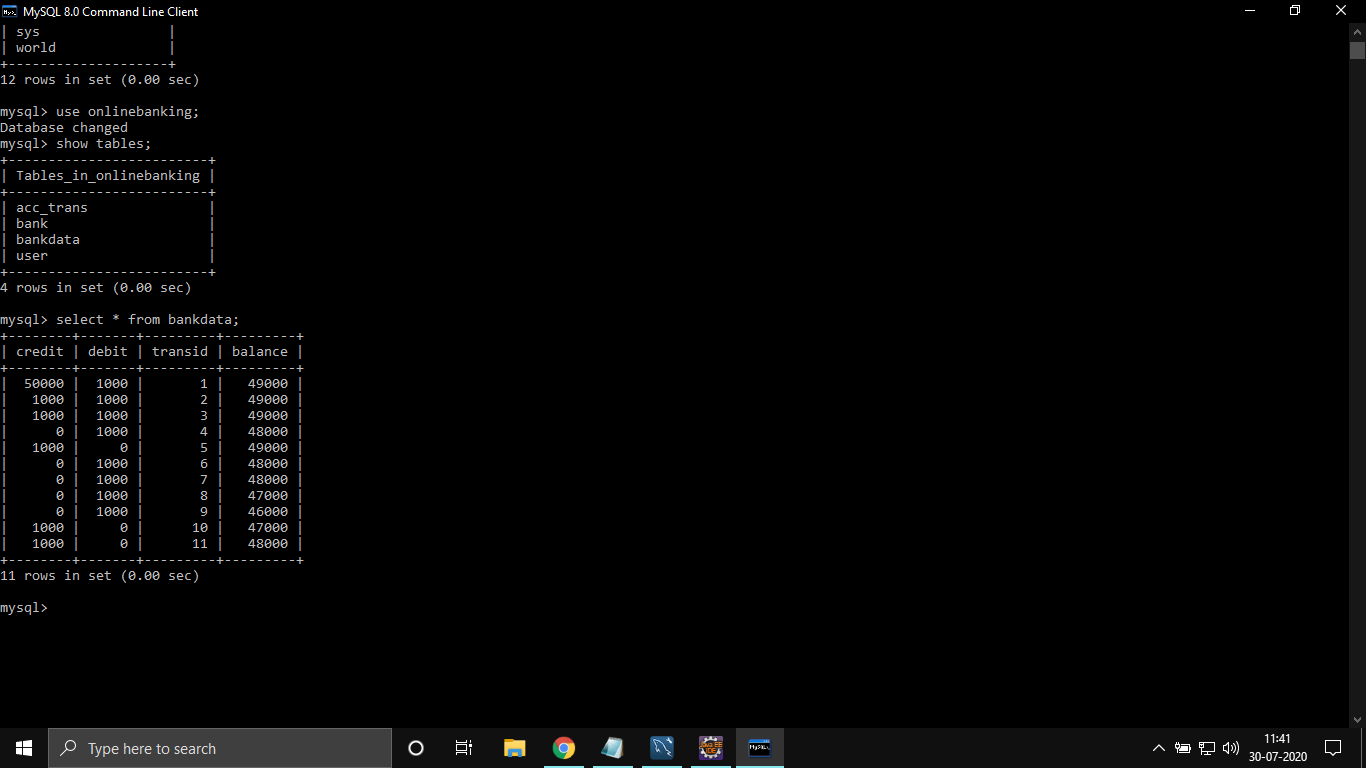 MySQL 8.0 Command Line Client
| sys                |
| world              |
+--------------------+
12 rows in set (0.00 sec)
mysql> use onlinebanking;
Database changed
mysql> show tables;
+-------------------------+
| Tables_in_onlinebanking |
+-------------------------+
| acc_trans               |
| bank                    |
| bankdata                |
| user                    |
+-------------------------+
4 rows in set (0.00 sec)
mysql> select * from bankdata;
+--------+-------+---------+---------+
| credit | debit | transid | balance |
+--------+-------+---------+---------+
|  50000 |  1000 |       1 |   49000 |
|   1000 |  1000 |       2 |   49000 |
|   1000 |  1000 |       3 |   49000 |
|      0 |  1000 |       4 |   48000 |
|   1000 |     0 |       5 |   49000 |
|      0 |  1000 |       6 |   48000 |
|      0 |  1000 |       7 |   48000 |
|      0 |  1000 |       8 |   47000 |
|      0 |  1000 |       9 |   46000 |
|   1000 |     0 |      10 |   47000 |
|   1000 |     0 |      11 |   48000 |
+--------+-------+---------+---------+
11 rows in set (0.00 sec)
mysql>
Type here to search
11:41
30-07-2020